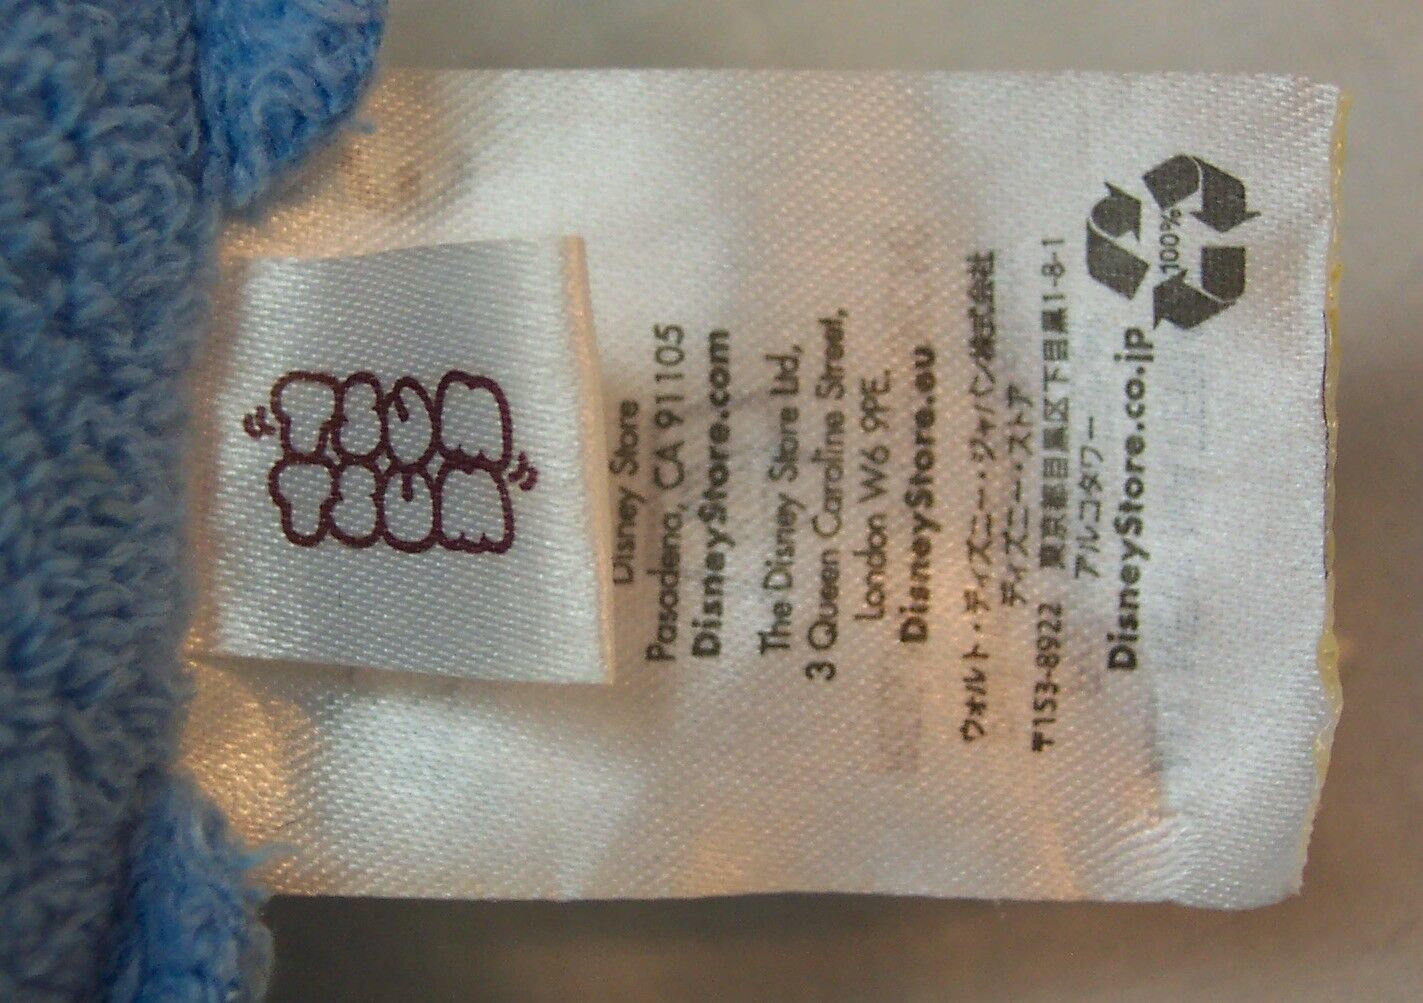 TSUM
TSUM
Disney Store
Pasadena, CA 91105
DisneyStore.com
The Disney Store Ltd,
3 Queen Caroline Street,
London W6 9PE.
DisneyStore.eu
ウォルト・ディズニー・ジャパン株式会社
ディズニー・ストア
〒153-8922 東京都目黒区下目黒1-8-1
アルコタワー
DisneyStore.co.jp
100%